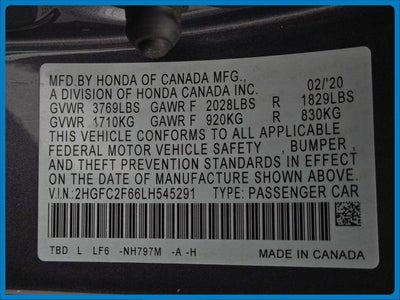 MFD.BY HONDA OF CANADA MFG.,
A DIVISION OF HONDA CANADA INC. 02/'20
GVWR 3769LBS GAWR F 2028LBS R 1829LBS
GVWR 1710KG GAWR F 920KG R 830KG
THIS VEHICLE CONFORMS TO ALL APPLICABLE
FEDERAL MOTOR VEHICLE SAFETY , BUMPER ,
AND THEFT PREVENTION STANDARDS IN EFFECT
ON THE DATE OF MANUFACTURE SHOWN ABOVE.
V.I.N.:2HGFC2F66LH545291 TYPE: PASSENGER CAR
TBD L LF6 -NH797M -A -H MADE IN CANADA